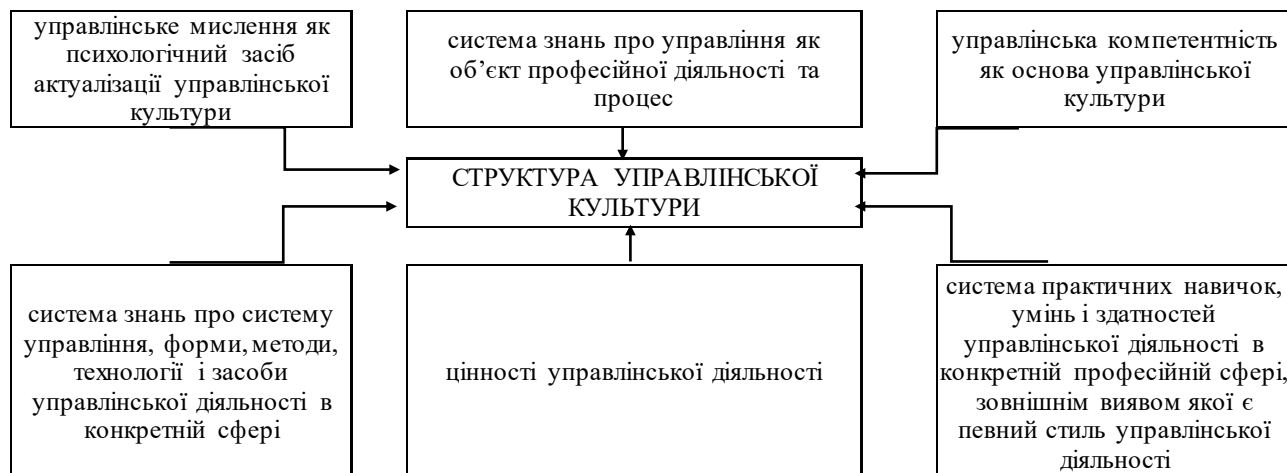 управлінське мислення як
психологічний засіб
актуалізації управлінської
культури
система знань про управління як
об’єкт професійної діяльності та
процес
управлінська компетентність
як основа управлінської
культури
СТРУКТУРА УПРАВЛІНСЬКОЇ
КУЛЬТУРИ
система знань про систему
управління, форми, методи,
технології і засоби
управлінської діяльності в
конкретній сфері
цінності управлінської діяльності
система практичних навичок,
умінь і здатностей
управлінської діяльності в
конкретній професійній сфері,
зовнішнім виявом якої є
певний стиль управлінської
діяльності